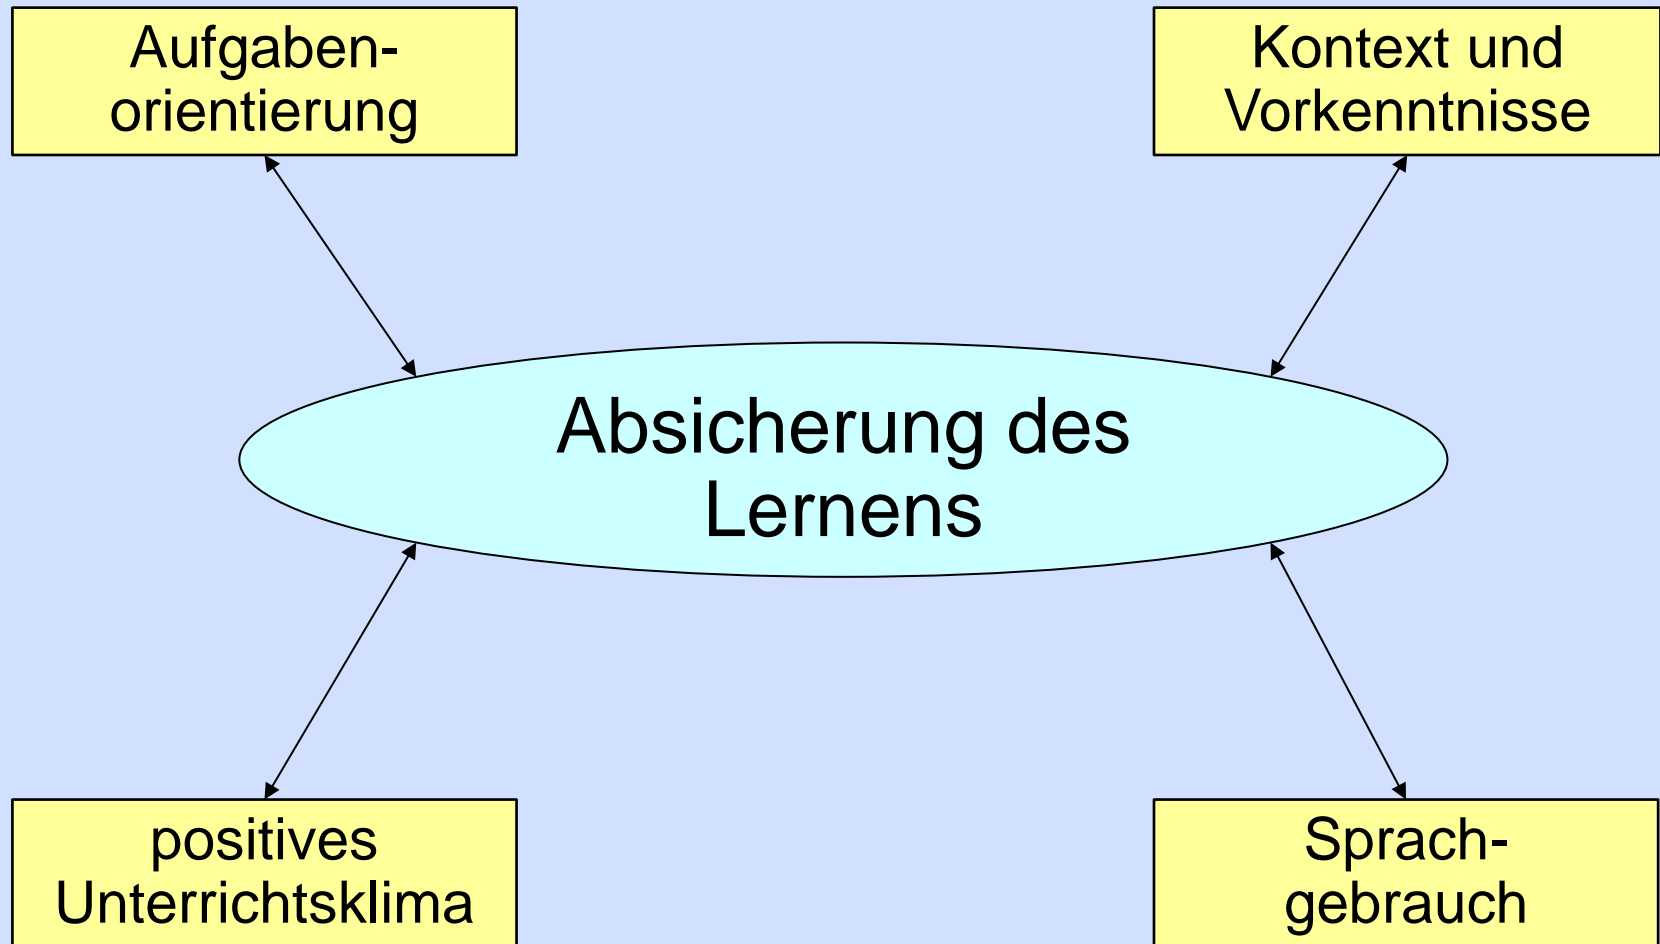 Aufgaben-
orientierung
Kontext und
Vorkenntnisse
Absicherung des
Lernens
positives
Unterrichtsklima
Sprach-
gebrauch